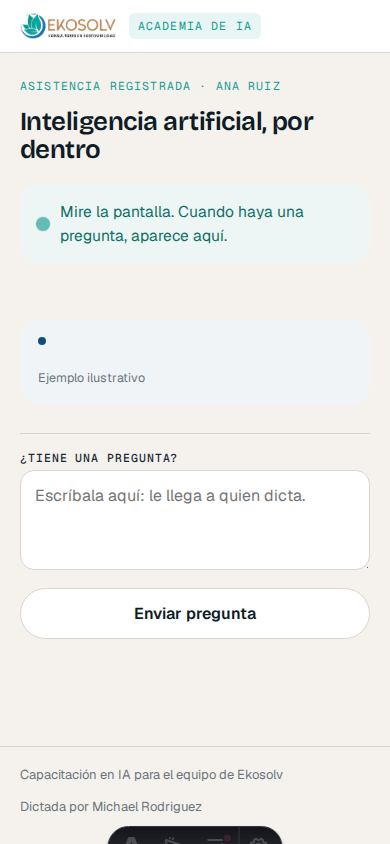 EKOSOLV
ACADEMIA DE IA
ASISTENCIA REGISTRADA · ANA RUIZ
Inteligencia artificial, por
dentro
Mire la pantalla. Cuando haya una
pregunta, aparece aquí.
Ejemplo ilustrativo
¿TIENE UNA PREGUNTA?
Escríbala aquí: le llega a quien dicta.
Enviar pregunta
Capacitación en IA para el equipo de Ekosolv
Dictada por Michael Rodriguez